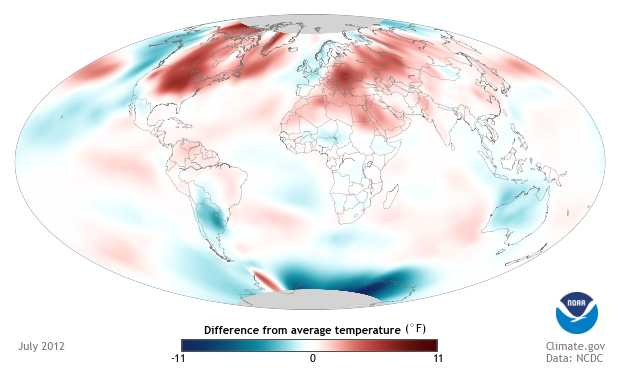 NOAA
Difference from average temperature (°F)
July 2012
-11
0
11
Climate.gov
Data: NCDC